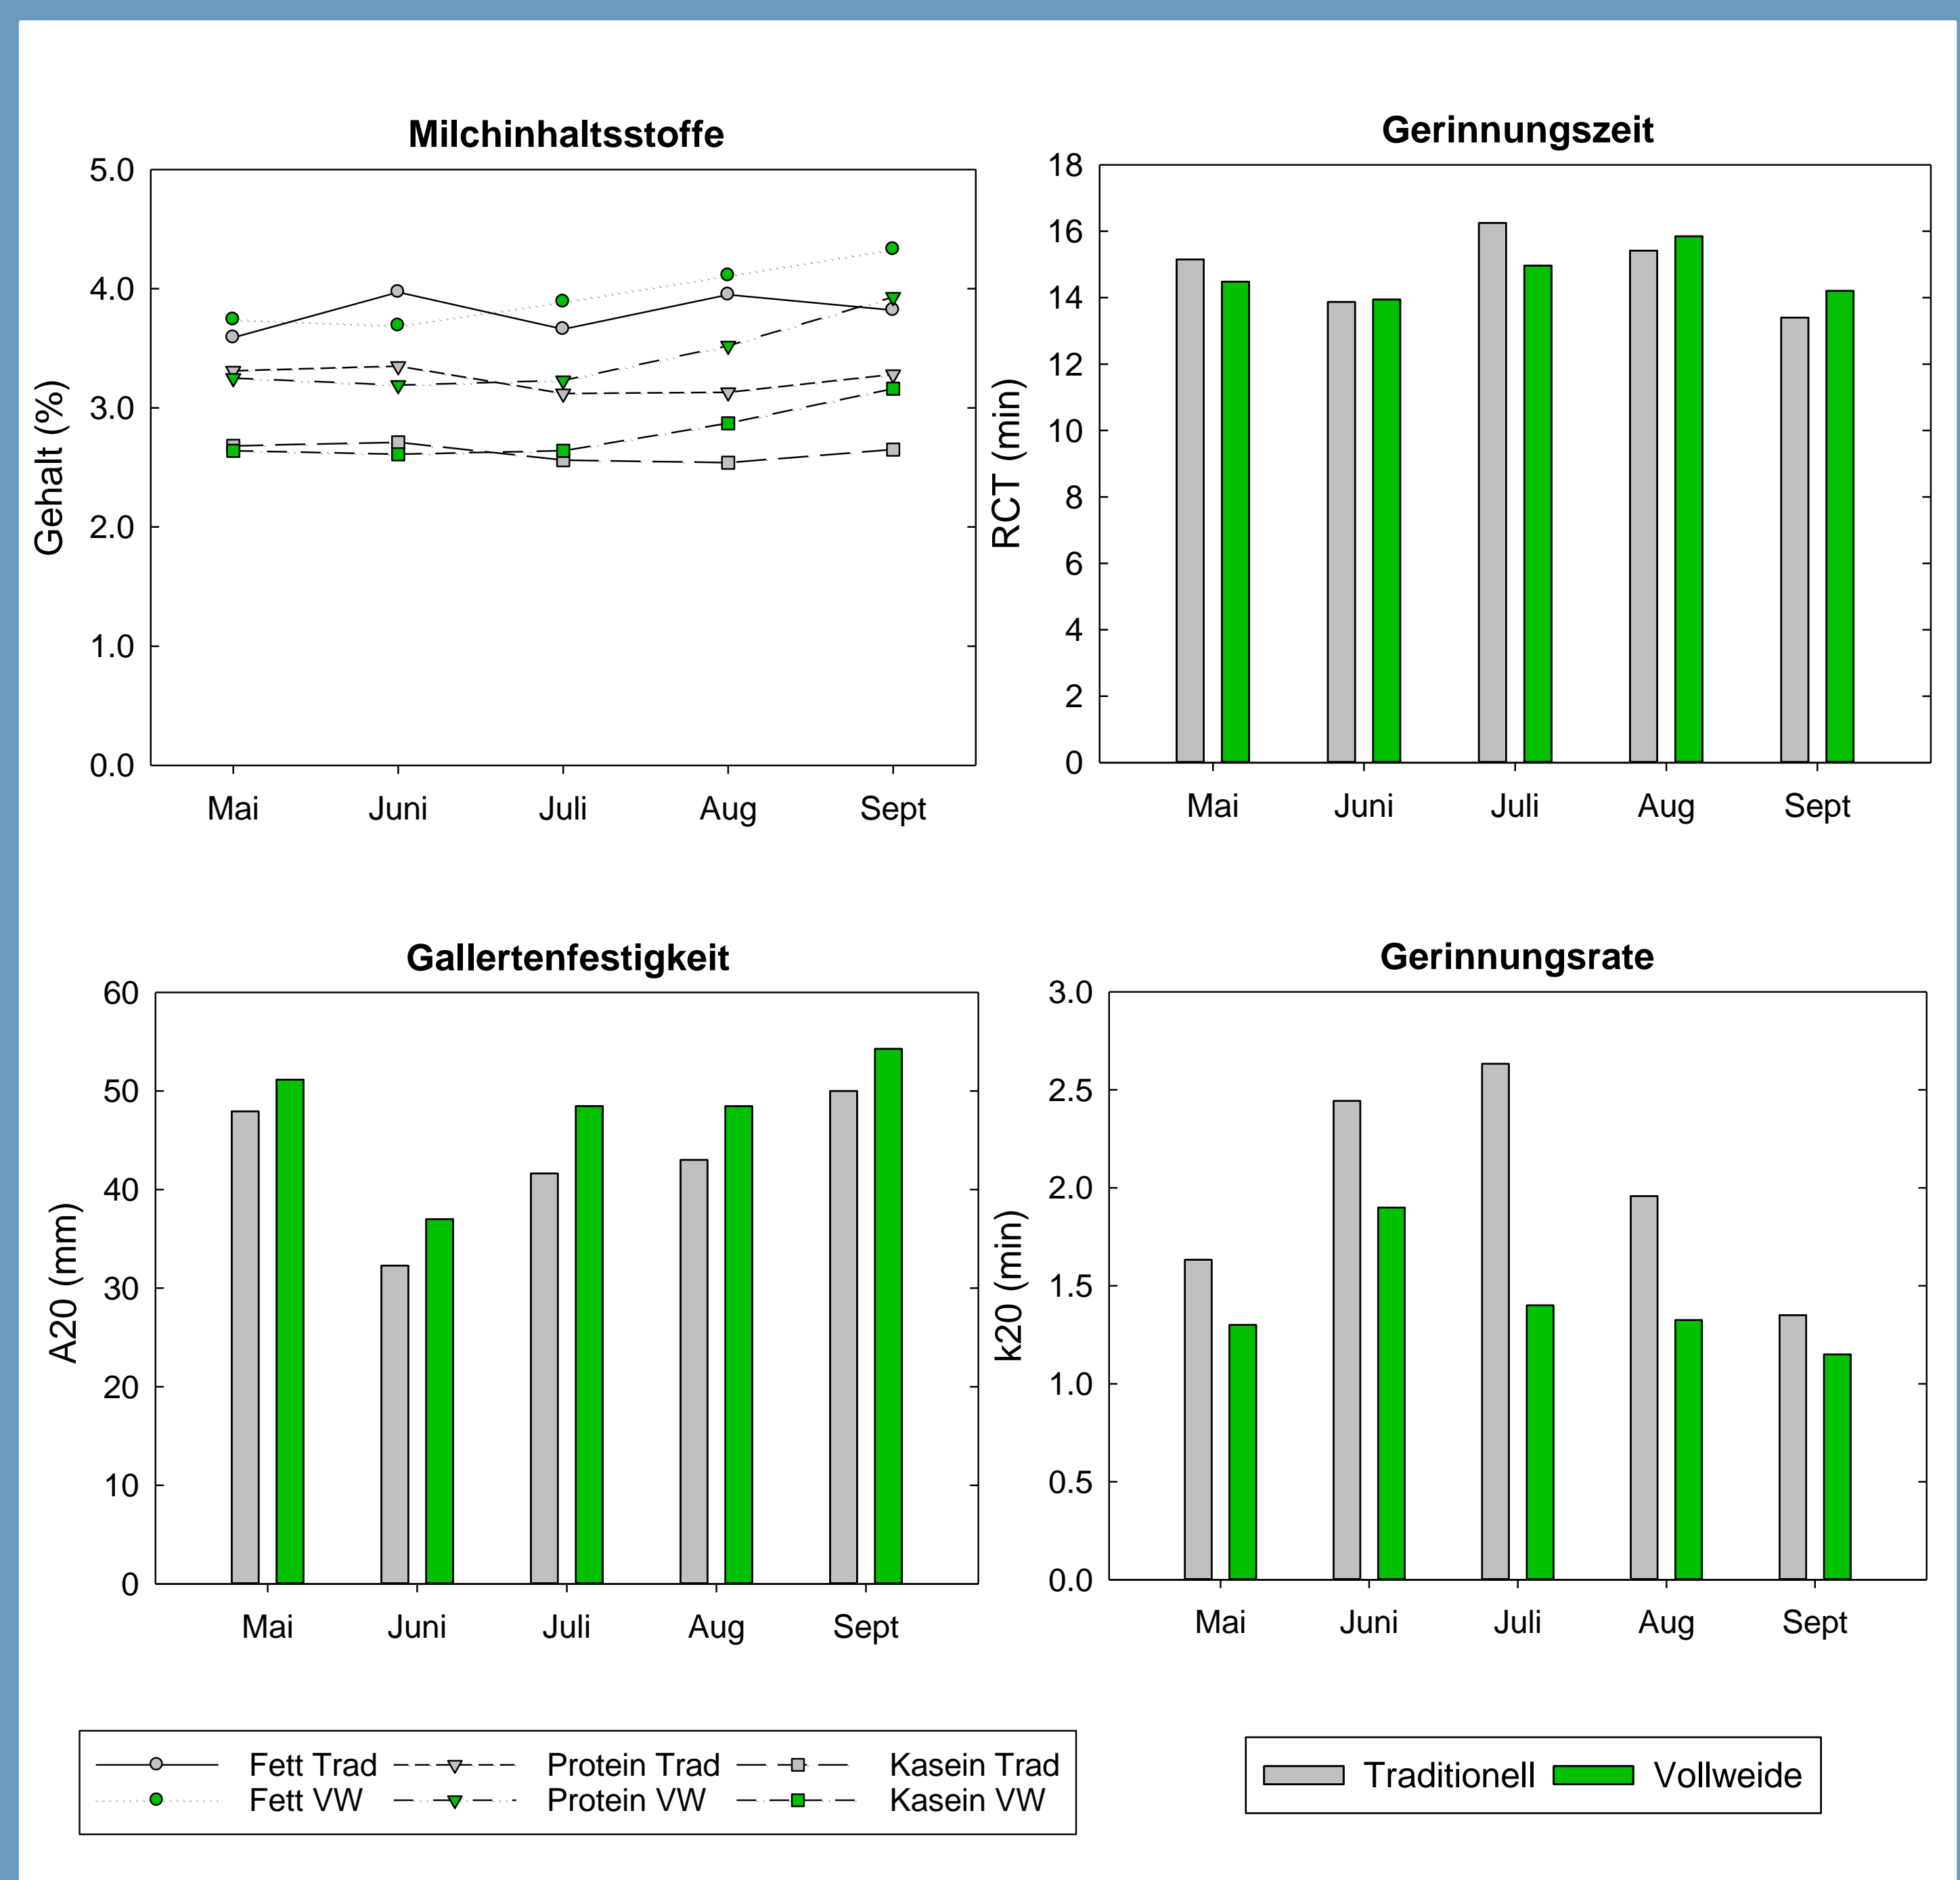 Milchinhaltsstoffe
5.0
4.0
3.0
2.0
1.0
0.0
Gehalt (%)
Mai Juni Juli Aug Sept
Gerinnungszeit
18
16
14
12
10
8
6
4
2
0
RCT (min)
Mai Juni Juli Aug Sept
Gallertenfestigkeit
60
50
40
30
20
10
0
A20 (mm)
Mai Juni Juli Aug Sept
Gerinnungsrate
3.0
2.5
2.0
1.5
1.0
0.5
0.0
k20 (min)
Mai Juni Juli Aug Sept
Fett Trad Protein Trad Kasein Trad
Fett VW Protein VW Kasein VW
Traditionell Vollweide